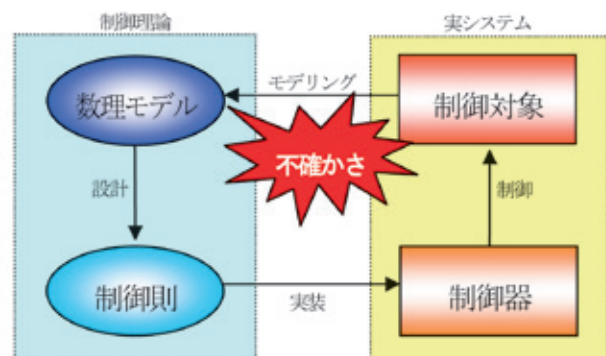 制御理論
実システム
モデリング
数理モデル
制御対象
不確かさ
設計
制御
制御則
実装
制御器